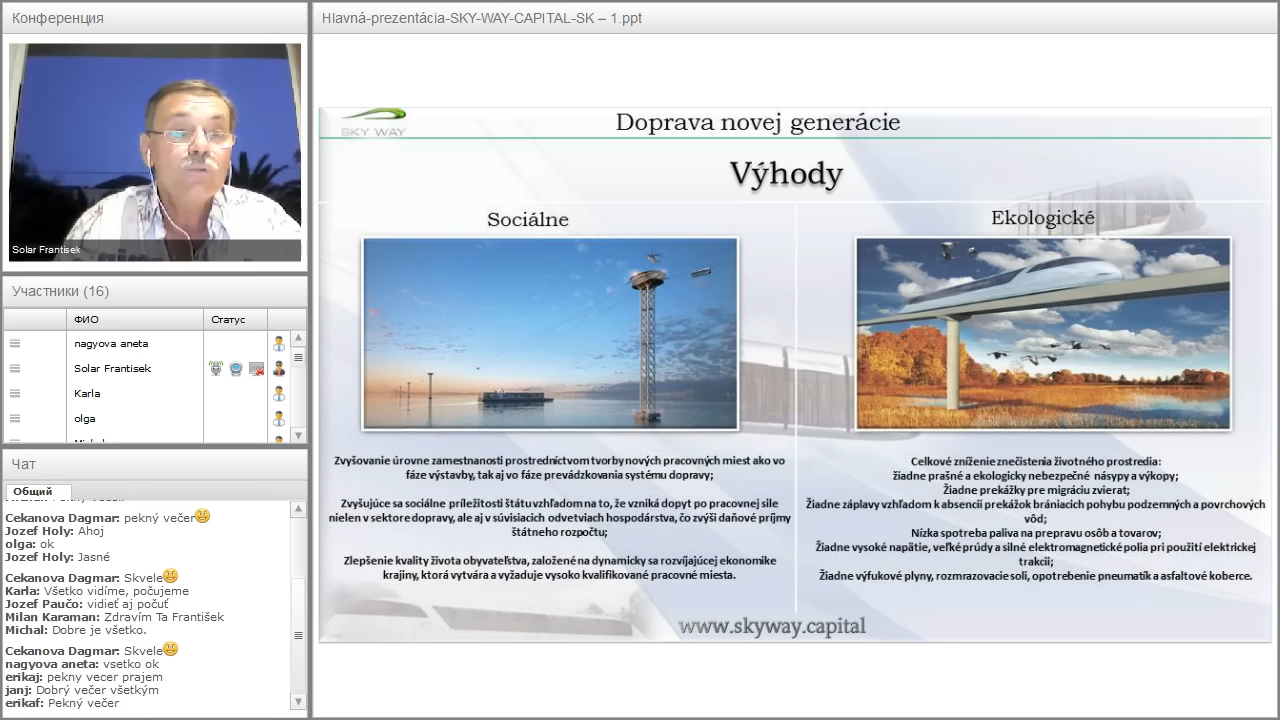 Конференция
Solar Frantisek
Участники (16)
ФИО
Статус
nagyova aneta
Solar Frantisek
Karla
olga
Чат
Общий
Cekanova Dagmar: pekný večer
Jozef Holy: Ahoj
olga: ok
Jozef Holy: Jasné
Cekanova Dagmar: Skvele
Karla: Všetko vidíme, počujeme
Jozef Paučo: vidieť aj počuť
Milan Karaman: Zdravím Ta František
Michal: Dobre je všetko.
Cekanova Dagmar: Skvele
nagyova aneta: vsetko ok
erikaj: pekny vecer prajem
janj: Dobrý večer všetkým
erikaf: Pekný večer
Hlavná-prezentácia-SKY-WAY-CAPITAL-SK – 1.ppt
SKY WAY
Doprava novej generácie
Výhody
Sociálne
Zvyšovanie úrovne zamestnanosti prostredníctvom tvorby nových pracovných miest ako vo
fáze výstavby, tak aj vo fáze prevádzkovania systému dopravy;
Zvyšujúce sa sociálne príležitosti štátu vzhľadom na to, že vzniká dopyt po pracovnej sile
nielen v sektore dopravy, ale aj v súvisiacich odvetviach hospodárstva, čo zvýši daňové príjmy
štátneho rozpočtu;
Zlepšenie kvality života obyvateľstva, založené na dynamicky sa rozvíjajúcej ekonomike
krajiny, ktorá vytvára a vyžaduje vysoko kvalifikované pracovné miesta.
Ekologické
Celkové zníženie znečistenia životného prostredia:
žiadne prašné a ekologicky nebezpečné násypy a výkopy;
Žiadne prekážky pre migráciu zvierat;
Žiadne záplavy vzhľadom k absencii prekážok brániacich pohybu podzemných a povrchových
vôd;
Nízka spotreba paliva na prepravu osôb a tovarov;
Žiadne vysoké napätie, veľké prúdy a silné elektromagnetické polia pri použití elektrickej
trakcii;
Žiadne výfukové plyny, rozmrazovacie soli, opotrebenie pneumatík a asfaltové koberce.
www.skyway.capital